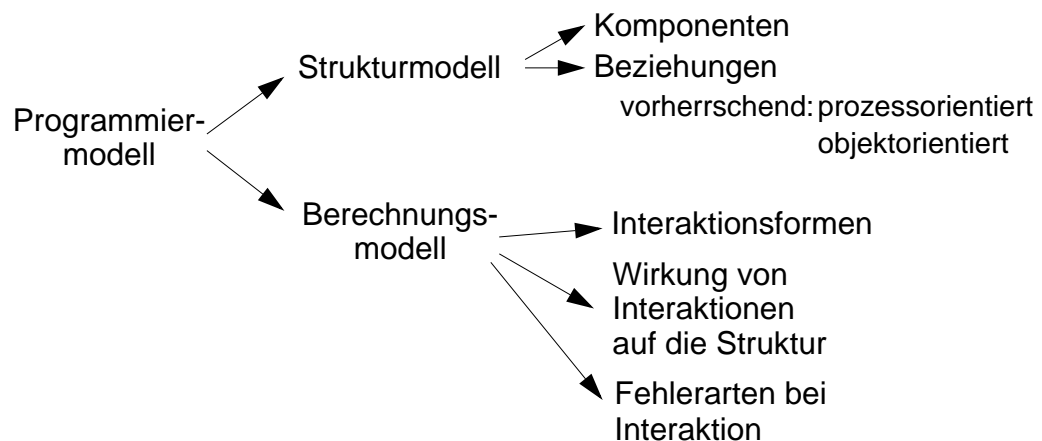 Programmier-
modell
Strukturmodell
Komponenten
Beziehungen
vorherrschend: prozessorientiert
objektorientiert
Berechnungs-
modell
Interaktionsformen
Wirkung von
Interaktionen
auf die Struktur
Fehlerarten bei
Interaktion